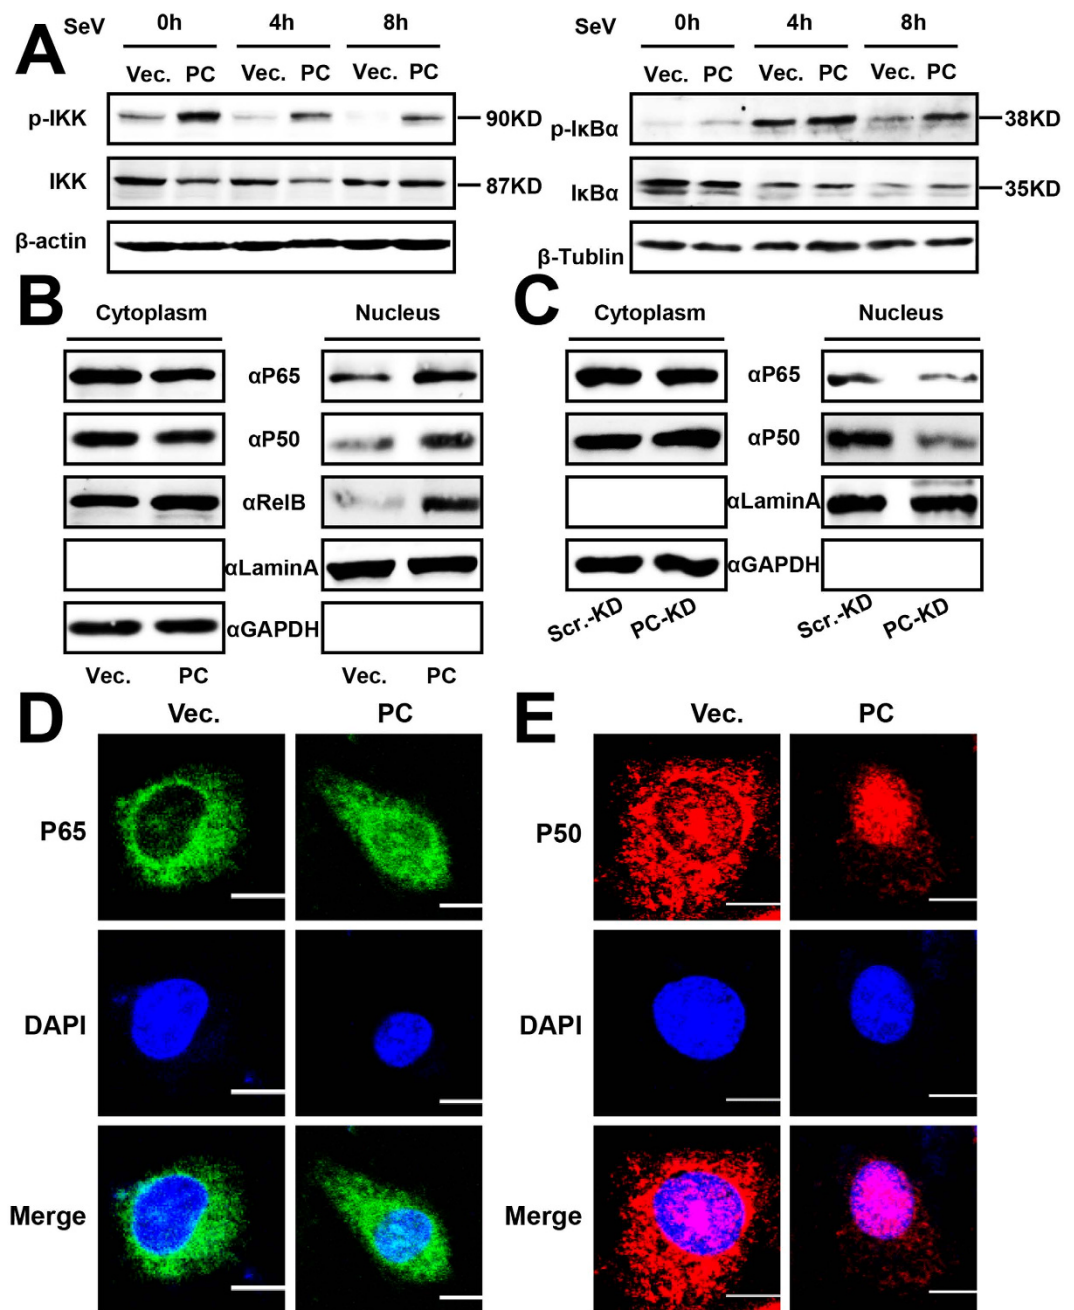 A
SeV 0h 4h 8h
Vec. PC Vec. PC Vec. PC
p-IKK 90KD
IKK 87KD
β-actin
SeV 0h 4h 8h
Vec. PC Vec. PC Vec. PC
p-IκBα 38KD
IκBα 35KD
β-Tublin
B
Cytoplasm Nucleus
αP65
αP50
αRelB
αLaminA
αGAPDH
Vec. PC Vec. PC
C
Cytoplasm Nucleus
αP65
αP50
αLaminA
αGAPDH
Scr.-KD PC-KD Scr.-KD PC-KD
D
Vec. PC
P65
DAPI
Merge
E
Vec. PC
P50
DAPI
Merge